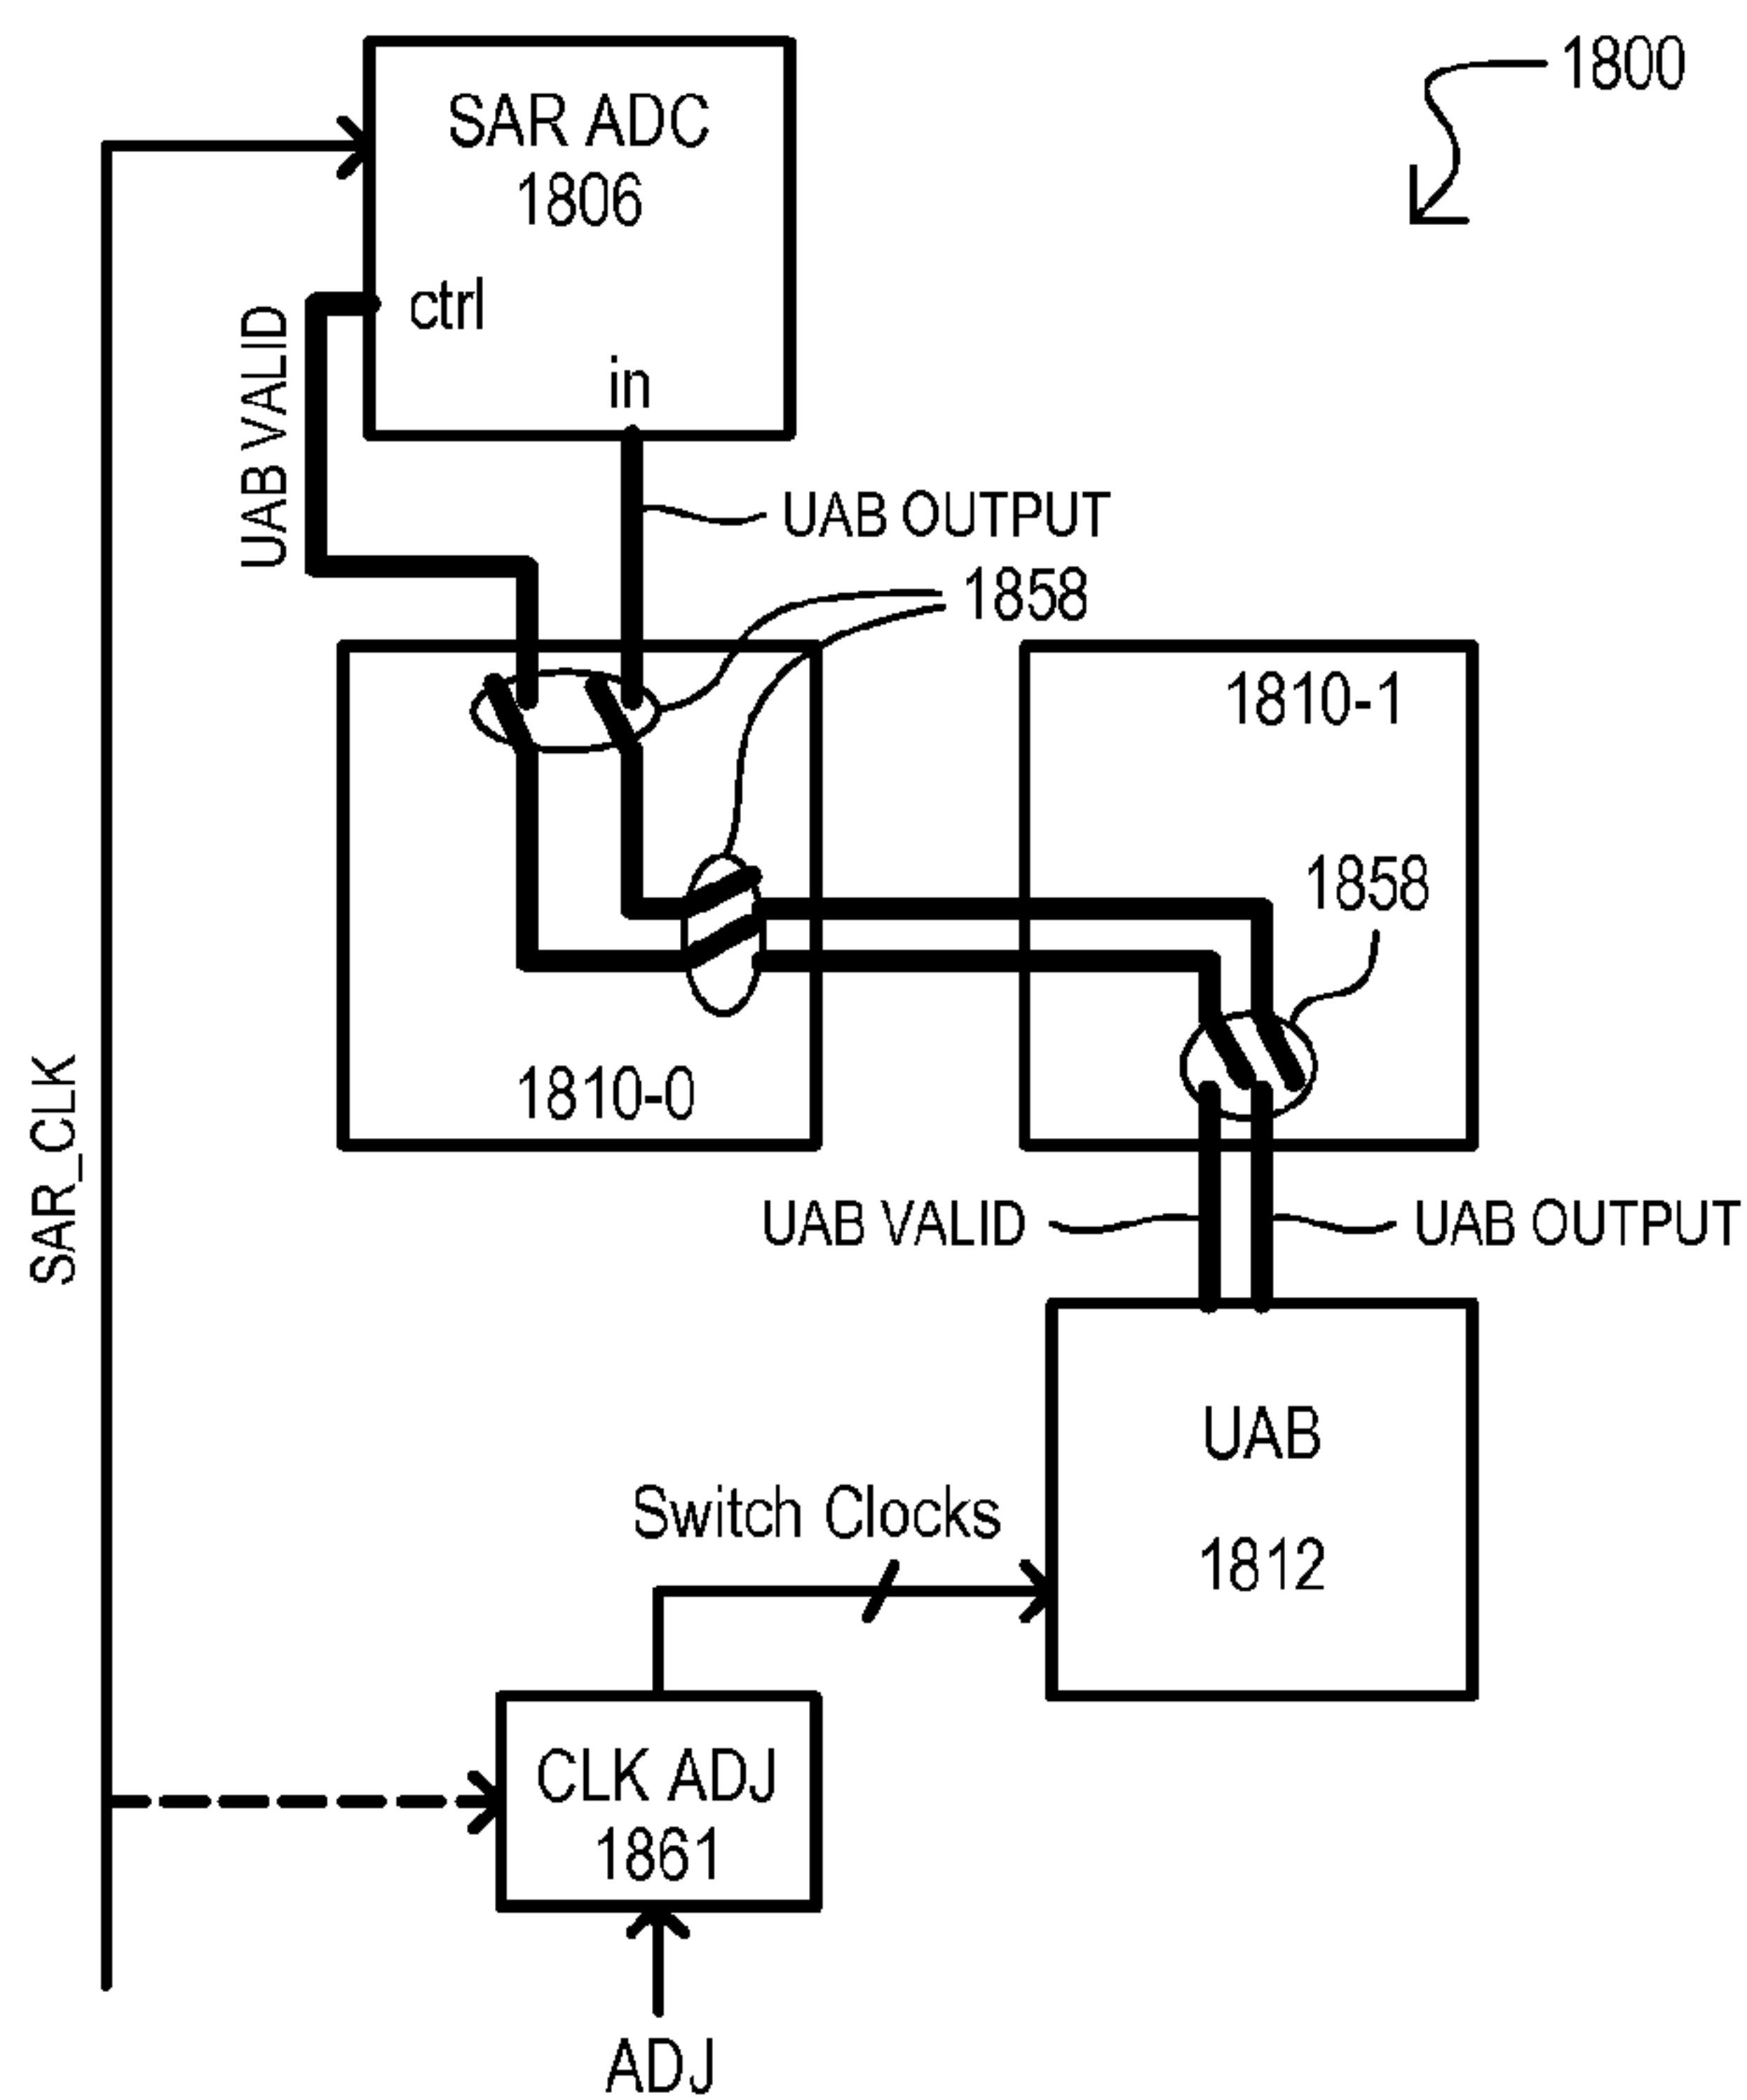 1800
SAR ADC
1806
ctrl
in
UAB VALID
UAB OUTPUT
1858
1810-1
1858
1810-0
SAR_CLK
UAB VALID
UAB OUTPUT
UAB
1812
Switch Clocks
CLK ADJ
1861
ADJ